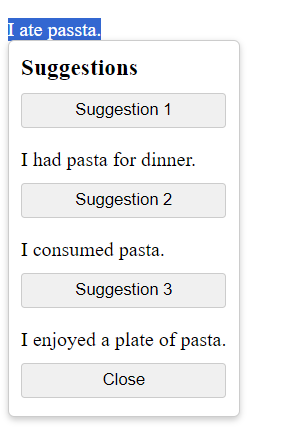 I ate passta.
Suggestions
Suggestion 1
I had pasta for dinner.
Suggestion 2
I consumed pasta.
Suggestion 3
I enjoyed a plate of pasta.
Close